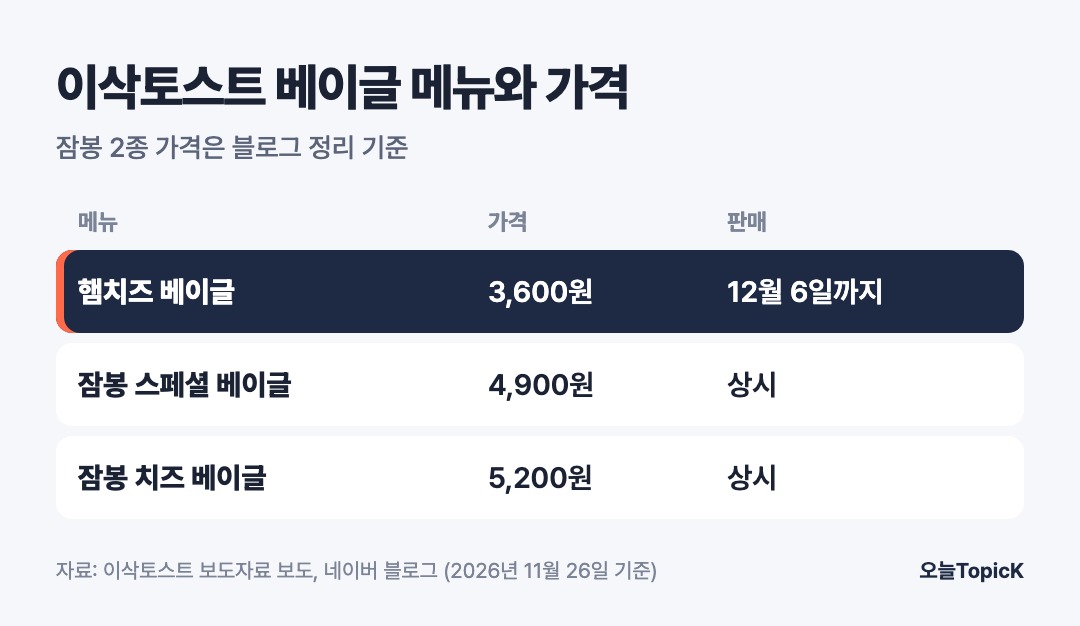 이삭토스트 베이글 메뉴와 가격
잠봉 2종 가격은 블로그 정리 기준
메뉴 가격 판매
햄치즈 베이글 3,600원 12월 6일까지
잠봉 스페셜 베이글 4,900원 상시
잠봉 치즈 베이글 5,200원 상시
자료: 이삭토스트 보도자료 보도, 네이버 블로그 (2026년 11월 26일 기준) 오늘TopicK